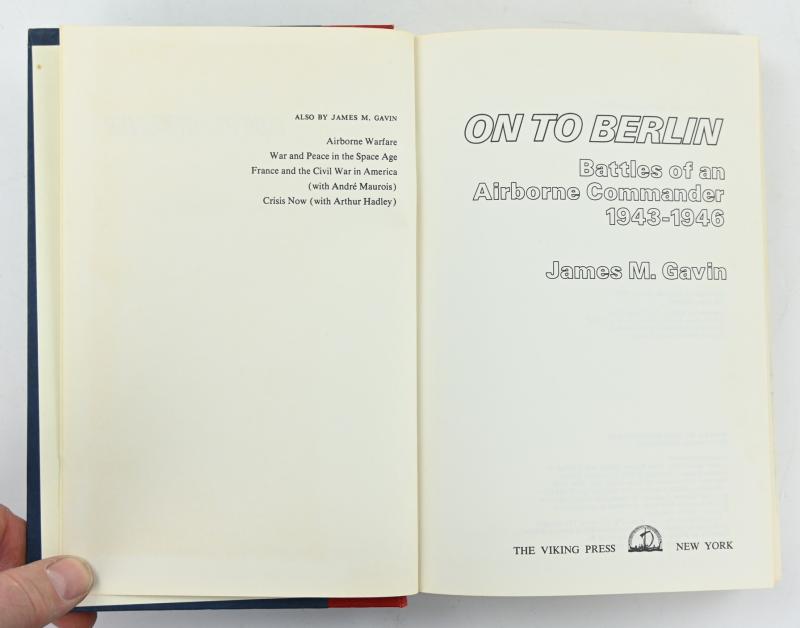 ALSO BY JAMES M. GAVIN
Airborne Warfare
War and Peace in the Space Age
France and the Civil War in America
(with André Maurois)
Crisis Now (with Arthur Hadley)
ON TO BERLIN
Battles of an
Airborne Commander
1943-1946
James M. Gavin
THE VIKING PRESS NEW YORK